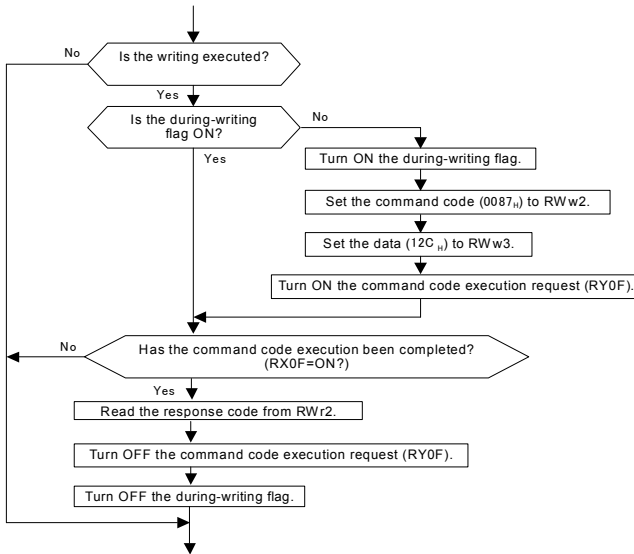 No
Is the writing executed?
Yes
Is the during-writing
flag ON?
No
Yes
Turn ON the during-writing flag.
Set the command code (0087H) to RWw2.
Set the data (12C H) to RWw3.
Turn ON the command code execution request (RY0F).
No
Has the command code execution been completed?
(RX0F=ON?)
Yes
Read the response code from RWr2.
Turn OFF the command code execution request (RY0F).
Turn OFF the during-writing flag.